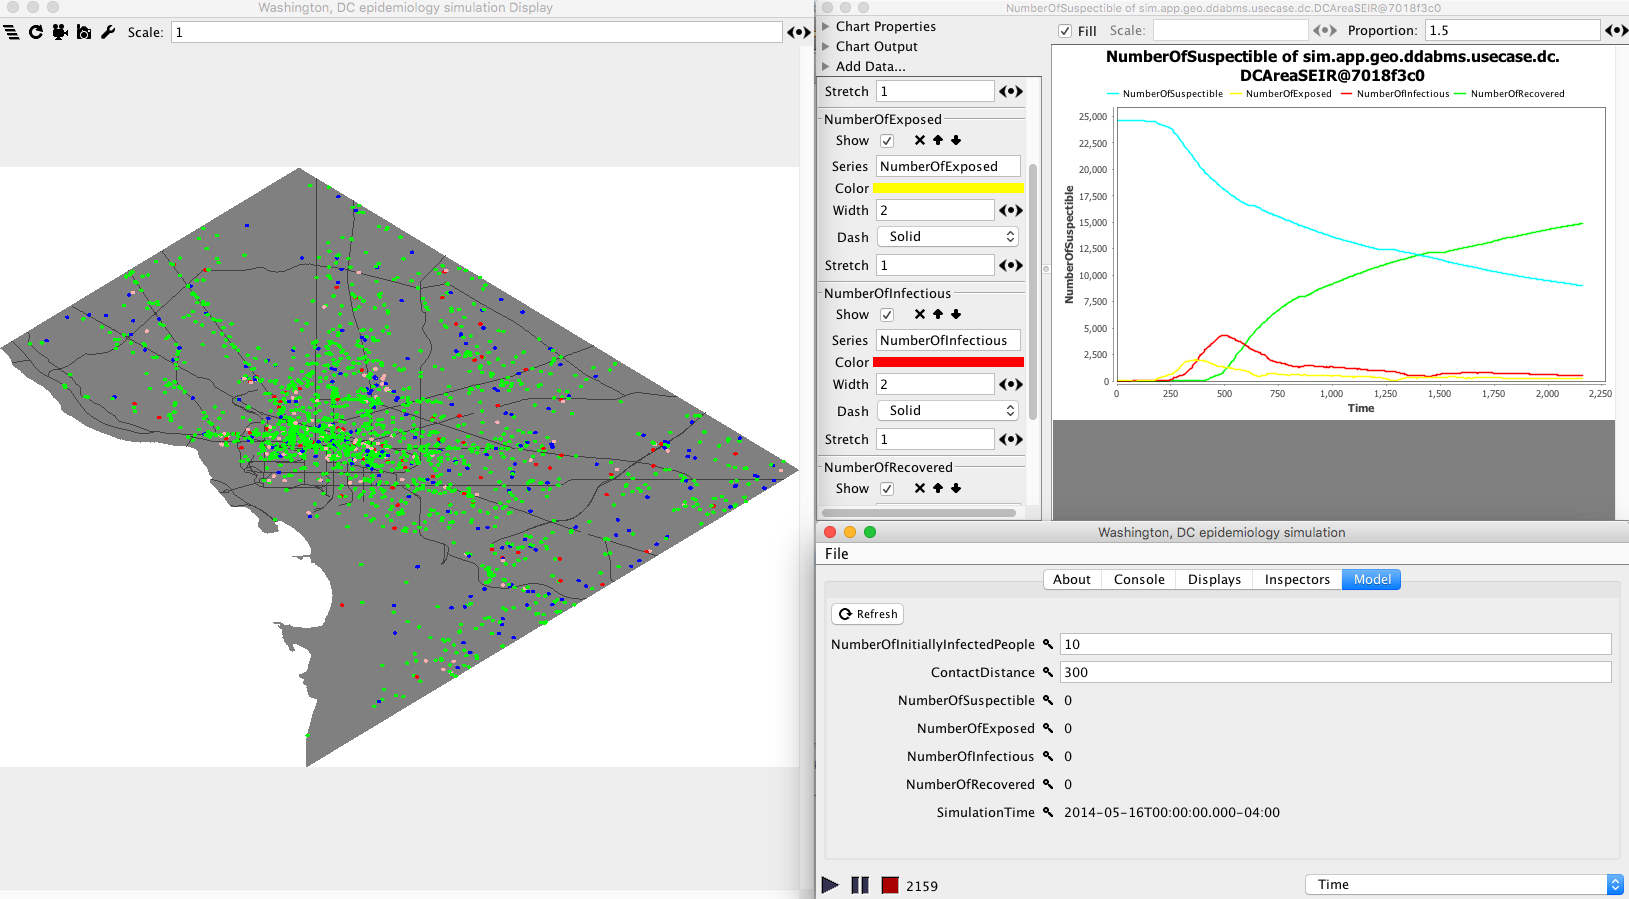 Washington, DC epidemiology simulation Display
Scale: 1
NumberOfSuspectible of sim.app.geo.ddabms.usecase.dc.DCAreaSEIR@7018f3c0
Chart Properties
Chart Output
Add Data...
Stretch 1
NumberOfExposed
Show
Series NumberOfExposed
Color
Width 2
Dash Solid
Stretch 1
NumberOfInfectious
Show
Series NumberOfInfectious
Color
Width 2
Dash Solid
Stretch 1
NumberOfRecovered
Show
Fill Scale: Proportion: 1.5
NumberOfSuspectible of sim.app.geo.ddabms.usecase.dc.
DCAreaSEIR@7018f3c0
NumberOfSuspectible NumberOfExposed NumberOfInfectious NumberOfRecovered
NumberOfSuspectible
25,000
22,500
20,000
17,500
15,000
12,500
10,000
7,500
5,000
2,500
0
0 250 500 750 1,000 1,250 1,500 1,750 2,000 2,250
Time
Washington, DC epidemiology simulation
File
About Console Displays Inspectors Model
Refresh
NumberOfInitiallyInfectedPeople 10
ContactDistance 300
NumberOfSuspectible 0
NumberOfExposed 0
NumberOfInfectious 0
NumberOfRecovered 0
SimulationTime 2014-05-16T00:00:00.000-04:00
2159 Time